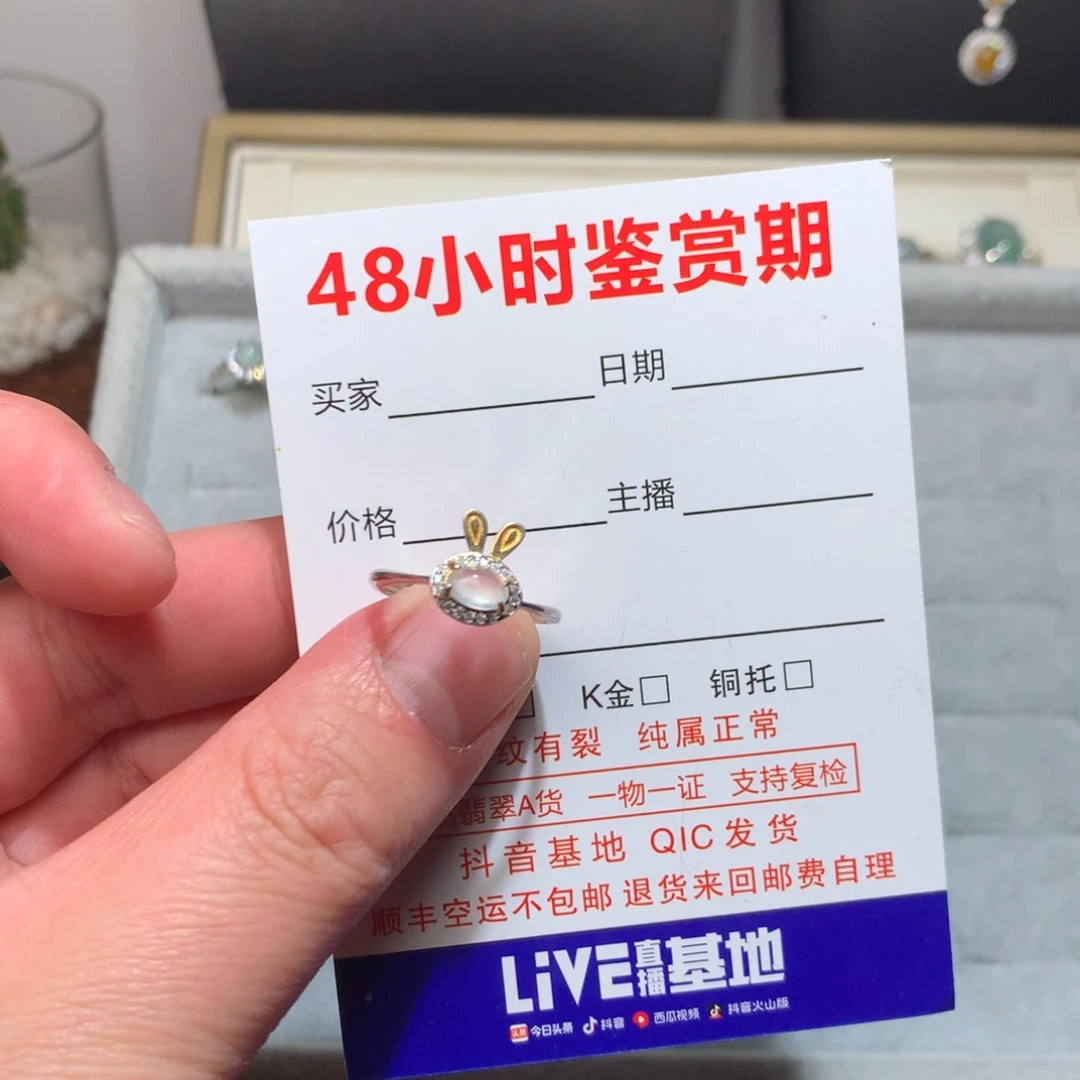 48小时鉴赏期
买家 日期
价格 主播
K金□ 铜托□
纹有裂 纯属正常
翡翠A货 一物一证 支持复检
抖音基地 QIC发货
顺丰空运不包邮 退货来回邮费自理
LiVE直播基地
头条 今日头条 抖音 西瓜视频 抖音火山版